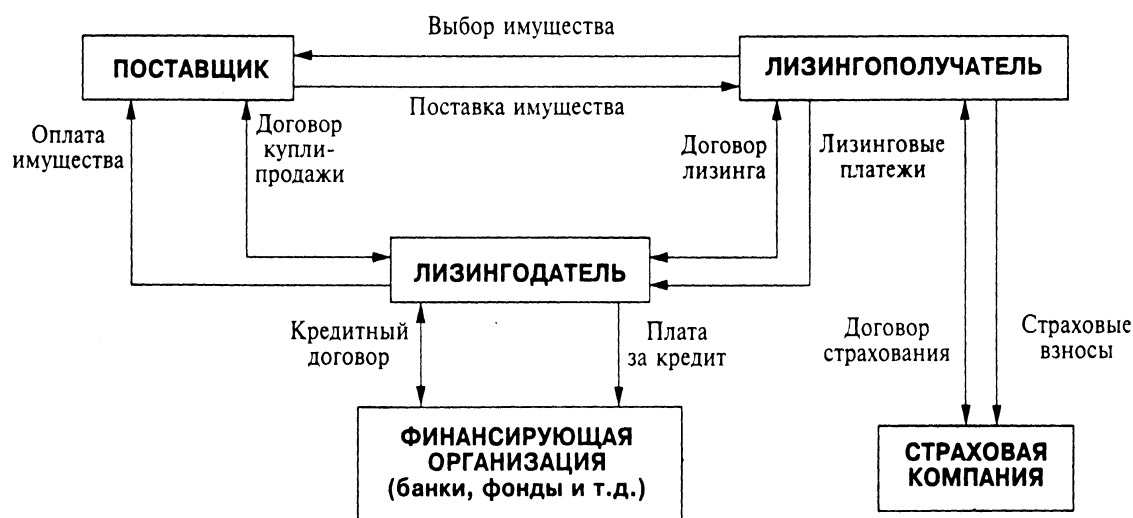 Выбор имущества
ПОСТАВЩИК
ЛИЗИНГОПОЛУЧАТЕЛЬ
Поставка имущества
Оплата
имущества
Договор
купли-
продажи
Договор
лизинга
Лизинговые
платежи
ЛИЗИНГОДАТЕЛЬ
Кредитный
договор
Плата
за кредит
Договор
страхования
Страховые
взносы
ФИНАНСИРУЮЩАЯ
ОРГАНИЗАЦИЯ
(банки, фонды и т.д.)
СТРАХОВАЯ
КОМПАНИЯ